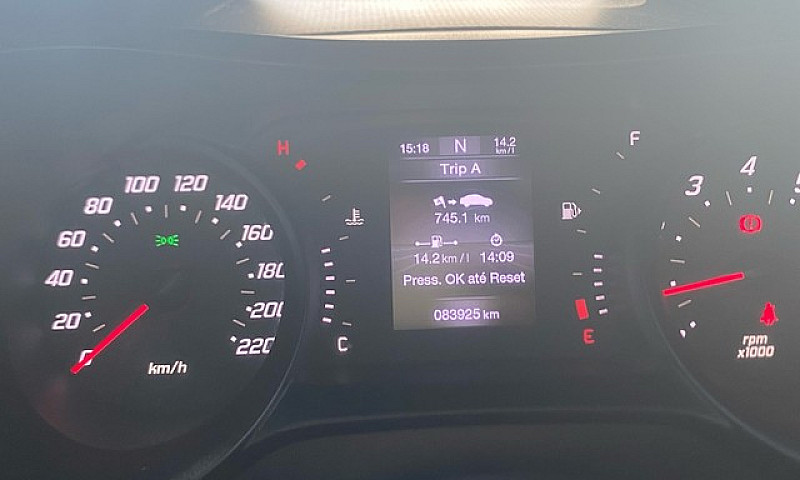 0
20
40
60
80
100
120
140
160
180
200
220
km/h
H
C
15:18 N 14.2 km/l
Trip A
745.1 km
14.2 km/l 14:09
Press. OK até Reset
083925 km
F
E
3
4
5
rpm
x1000